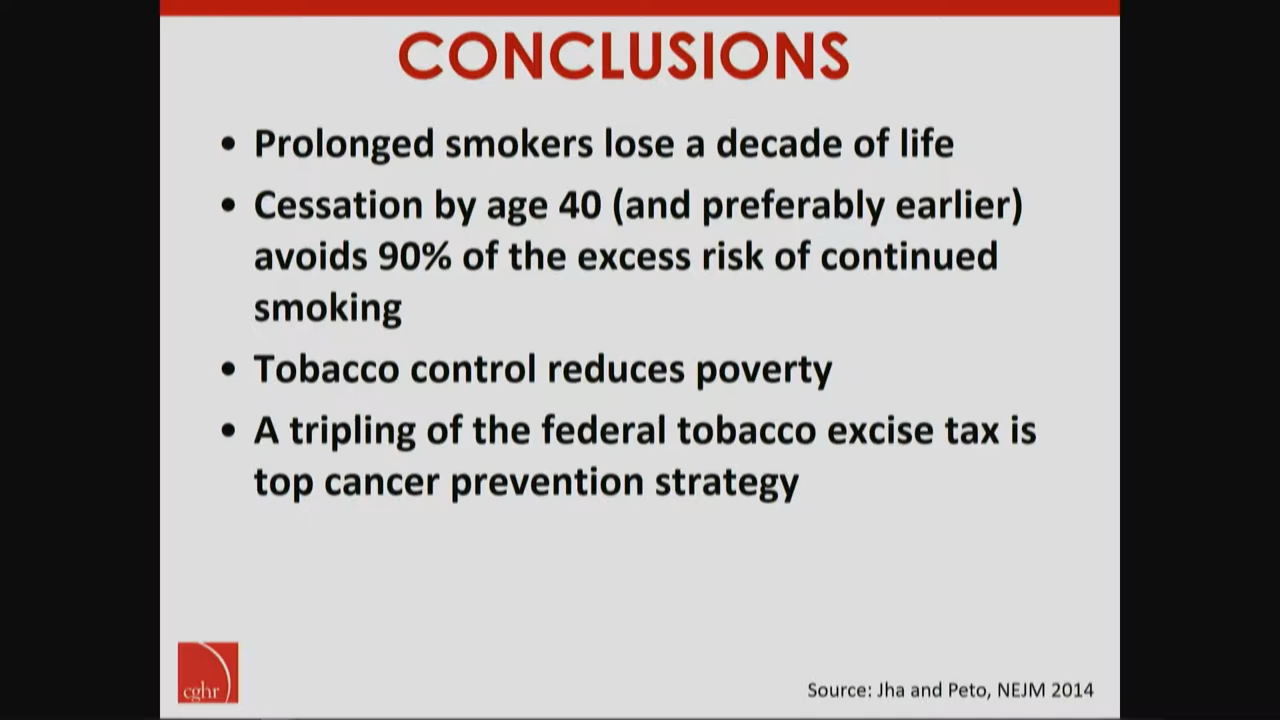 CONCLUSIONS
• Prolonged smokers lose a decade of life
• Cessation by age 40 (and preferably earlier)
avoids 90% of the excess risk of continued
smoking
• Tobacco control reduces poverty
• A tripling of the federal tobacco excise tax is
top cancer prevention strategy
cghr
Source: Jha and Peto, NEJM 2014